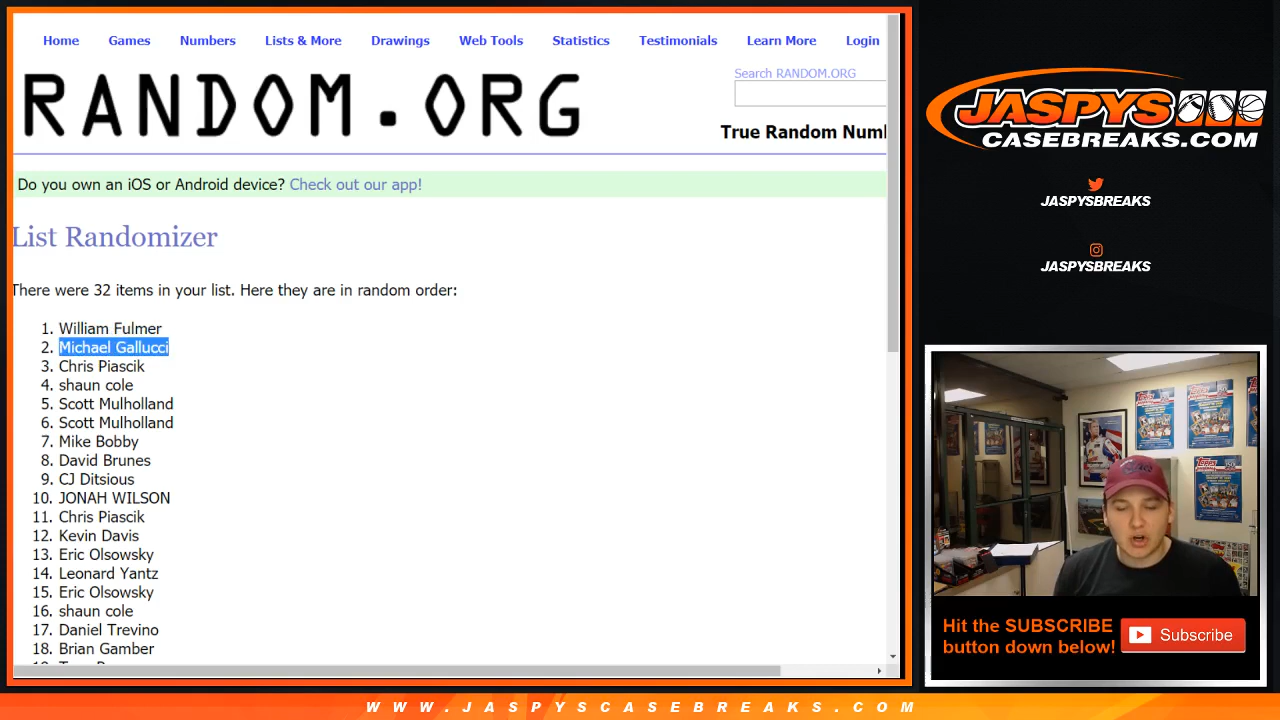 Home Games Numbers Lists & More Drawings Web Tools Statistics Testimonials Learn More Login
RANDOM.ORG
Search RANDOM.ORG
True Random Num
Do you own an iOS or Android device? Check out our app!
List Randomizer
There were 32 items in your list. Here they are in random order:
1. William Fulmer
2. Michael Gallucci
3. Chris Piascik
4. shaun cole
5. Scott Mulholland
6. Scott Mulholland
7. Mike Bobby
8. David Brunes
9. CJ Ditsious
10. JONAH WILSON
11. Chris Piascik
12. Kevin Davis
13. Eric Olsowsky
14. Leonard Yantz
15. Eric Olsowsky
16. shaun cole
17. Daniel Trevino
18. Brian Gamber
JASPYS
CASEBREAKS.COM
JASPYSBREAKS
JASPYSBREAKS
Hit the SUBSCRIBE
button down below!
Subscribe
WWW.JASPYSCASEBREAKS.COM